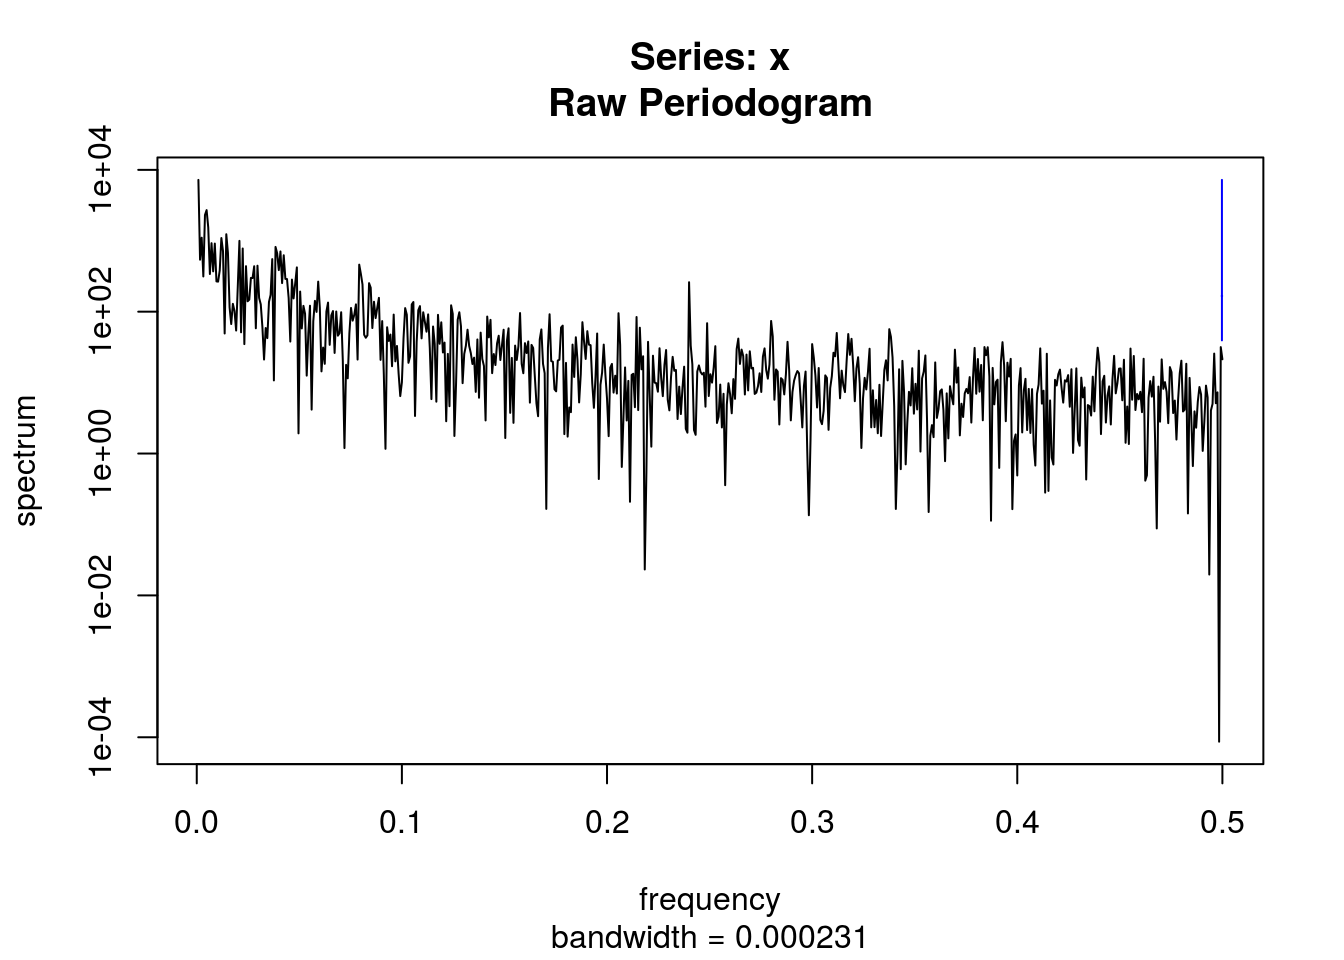 Series: x
Raw Periodogram
1e+04
1e+02
1e+00
1e-02
1e-04
spectrum
0.0 0.1 0.2 0.3 0.4 0.5
frequency
bandwidth = 0.000231